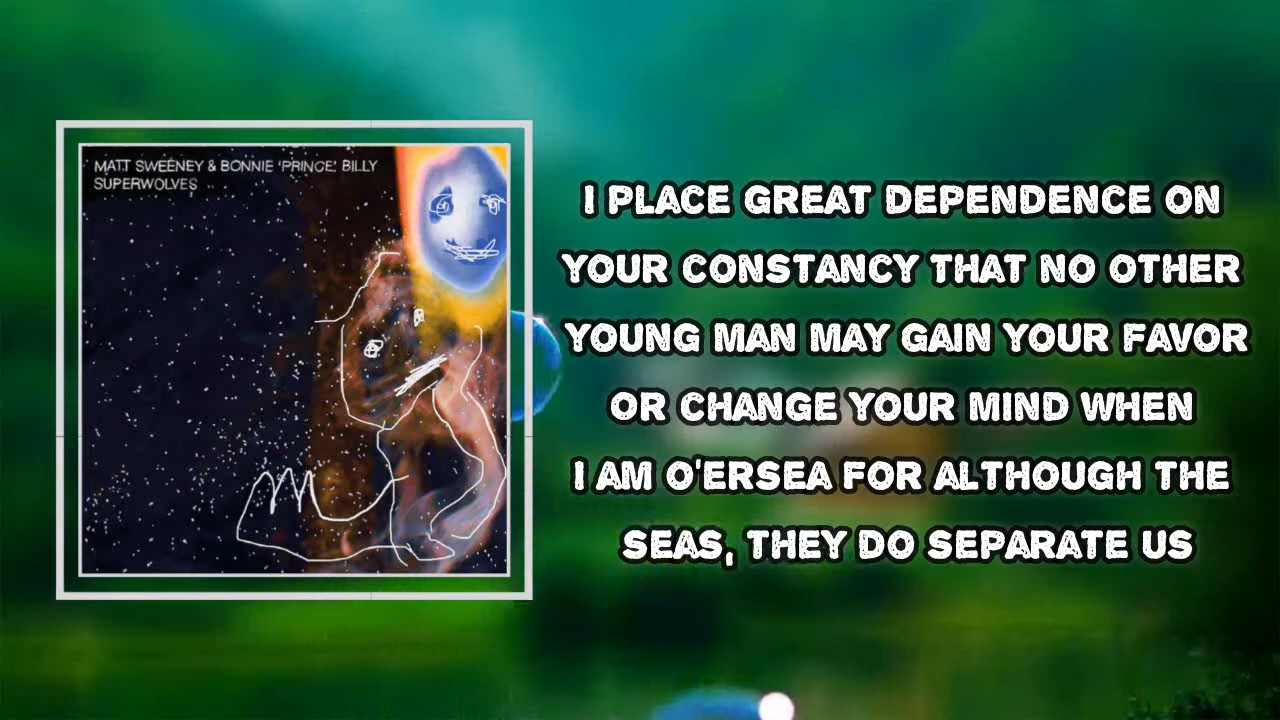 MATT SWEENEY & BONNIE 'PRINCE' BILLY
SUPERWOLVES
I PLACE GREAT DEPENDENCE ON
YOUR CONSTANCY THAT NO OTHER
YOUNG MAN MAY GAIN YOUR FAVOR
OR CHANGE YOUR MIND WHEN
I AM O'ERSEA FOR ALTHOUGH THE
SEAS, THEY DO SEPARATE US